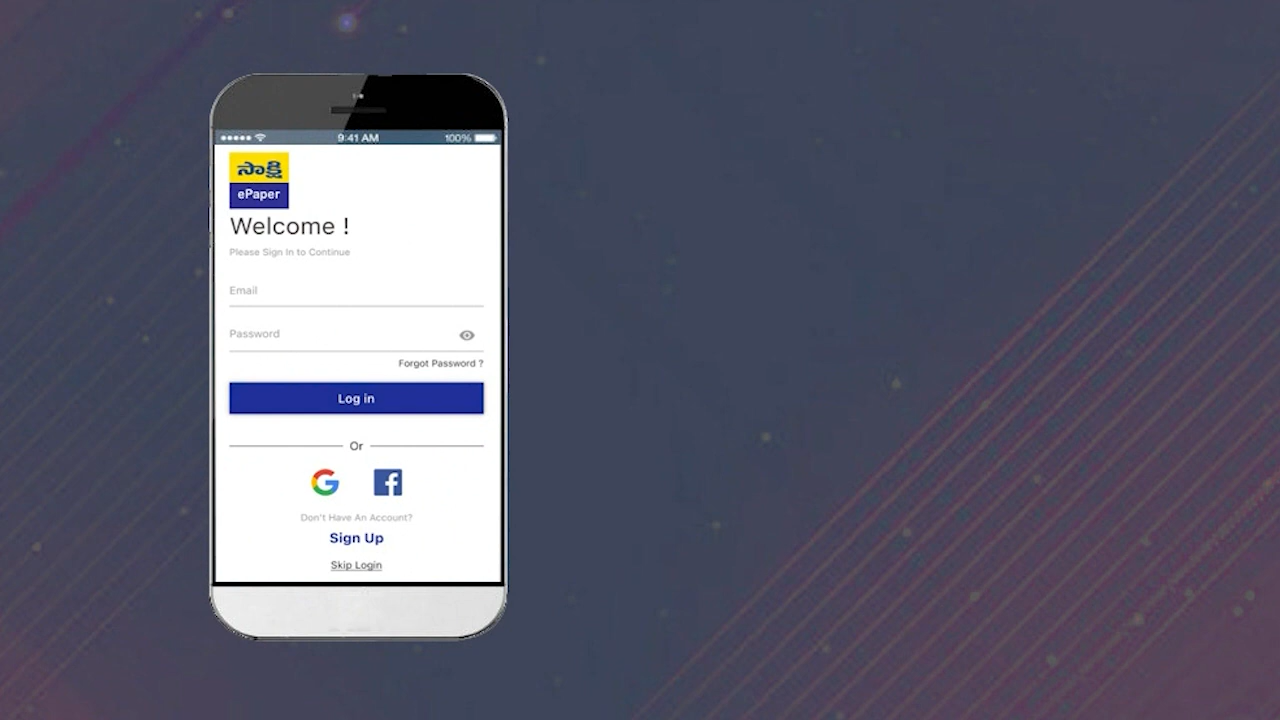 9:41 AM 100%
సాక్షి
ePaper
Welcome !
Please Sign In to Continue
Email
Password
Forgot Password ?
Log in
Or
Don't Have An Account?
Sign Up
Skip Login